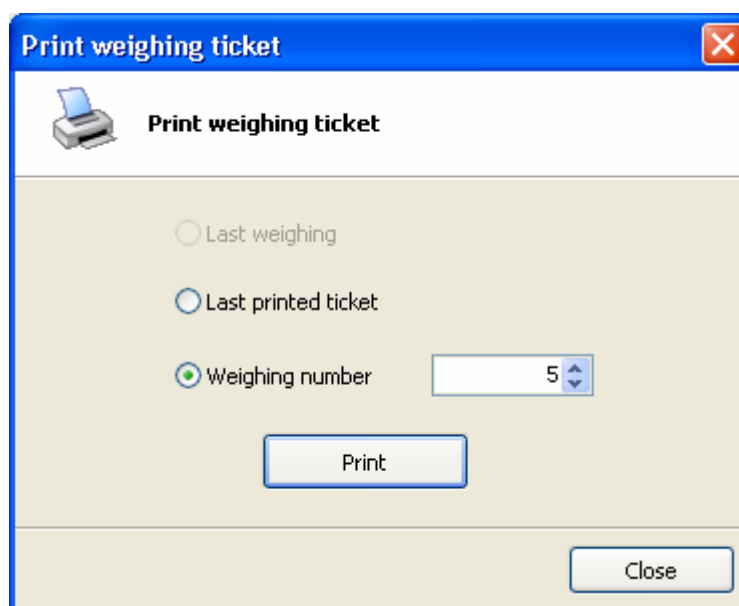 Print weighing ticket
Print weighing ticket
Last weighing
Last printed ticket
Weighing number 5
Print
Close